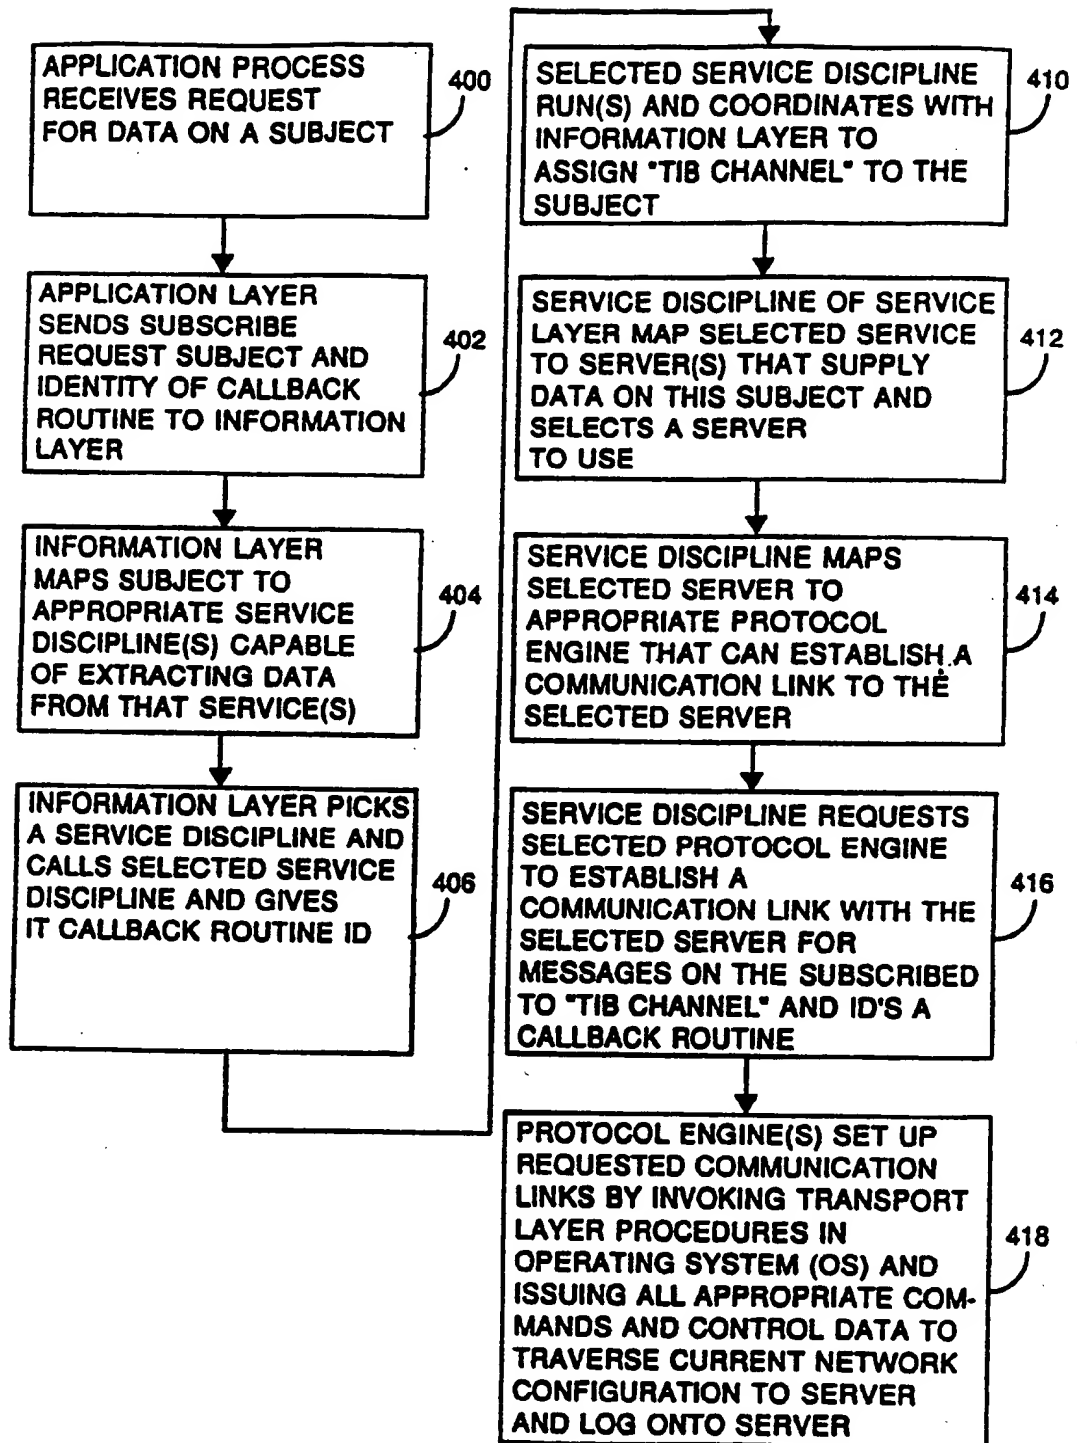 APPLICATION PROCESS
RECEIVES REQUEST
FOR DATA ON A SUBJECT
400
APPLICATION LAYER
SENDS SUBSCRIBE
REQUEST SUBJECT AND
IDENTITY OF CALLBACK
ROUTINE TO INFORMATION
LAYER
402
INFORMATION LAYER
MAPS SUBJECT TO
APPROPRIATE SERVICE
DISCIPLINE(S) CAPABLE
OF EXTRACTING DATA
FROM THAT SERVICE(S)
404
INFORMATION LAYER PICKS
A SERVICE DISCIPLINE AND
CALLS SELECTED SERVICE
DISCIPLINE AND GIVES
IT CALLBACK ROUTINE ID
406
SELECTED SERVICE DISCIPLINE
RUN(S) AND COORDINATES WITH
INFORMATION LAYER TO
ASSIGN "TIB CHANNEL" TO THE
SUBJECT
410
SERVICE DISCIPLINE OF SERVICE
LAYER MAP SELECTED SERVICE
TO SERVER(S) THAT SUPPLY
DATA ON THIS SUBJECT AND
SELECTS A SERVER
TO USE
412
SERVICE DISCIPLINE MAPS
SELECTED SERVER TO
APPROPRIATE PROTOCOL
ENGINE THAT CAN ESTABLISH A
COMMUNICATION LINK TO THE
SELECTED SERVER
414
SERVICE DISCIPLINE REQUESTS
SELECTED PROTOCOL ENGINE
TO ESTABLISH A
COMMUNICATION LINK WITH THE
SELECTED SERVER FOR
MESSAGES ON THE SUBSCRIBED
TO "TIB CHANNEL" AND ID'S A
CALLBACK ROUTINE
416
PROTOCOL ENGINE(S) SET UP
REQUESTED COMMUNICATION
LINKS BY INVOKING TRANSPORT
LAYER PROCEDURES IN
OPERATING SYSTEM (OS) AND
ISSUING ALL APPROPRIATE COM-
MANDS AND CONTROL DATA TO
TRAVERSE CURRENT NETWORK
CONFIGURATION TO SERVER
AND LOG ONTO SERVER
418